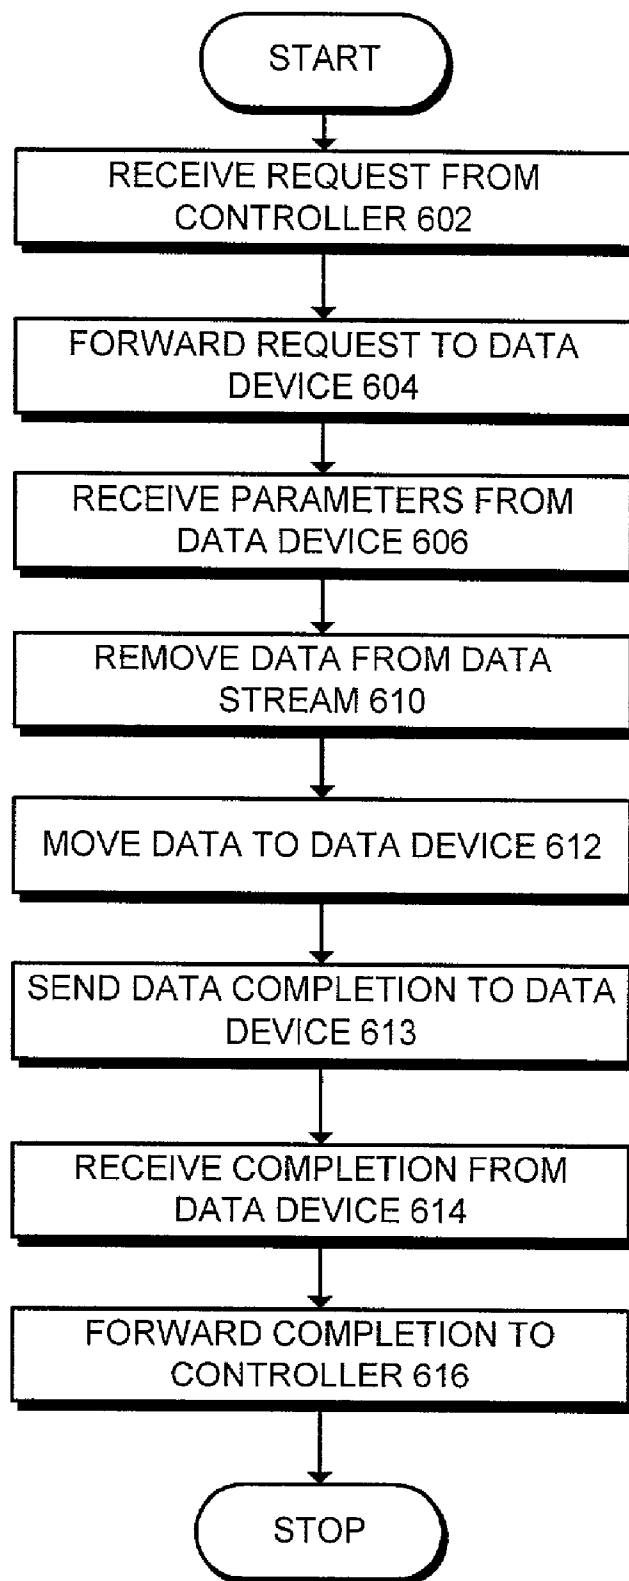 START
RECEIVE REQUEST FROM
CONTROLLER 602
FORWARD REQUEST TO DATA
DEVICE 604
RECEIVE PARAMETERS FROM
DATA DEVICE 606
REMOVE DATA FROM DATA
STREAM 610
MOVE DATA TO DATA DEVICE 612
SEND DATA COMPLETION TO DATA
DEVICE 613
RECEIVE COMPLETION FROM
DATA DEVICE 614
FORWARD COMPLETION TO
CONTROLLER 616
STOP